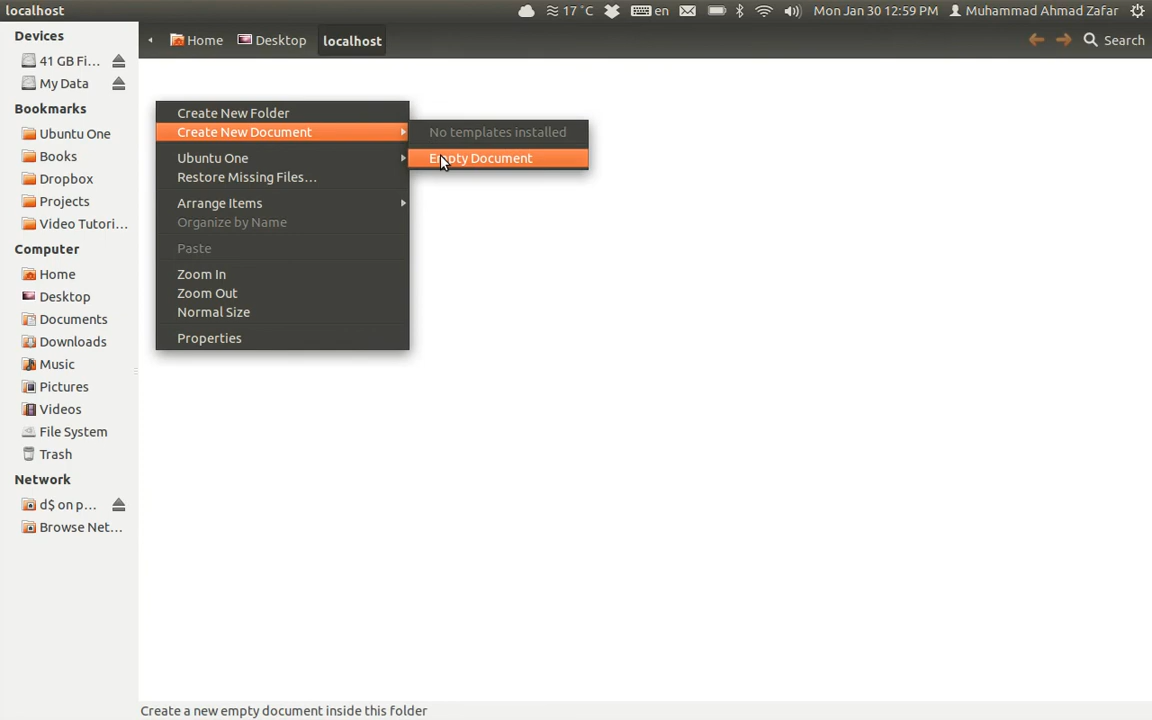 localhost
17 °C
en
Mon Jan 30 12:59 PM
Muhammad Ahmad Zafar
Devices
41 GB Fi...
My Data
Bookmarks
Ubuntu One
Books
Dropbox
Projects
Video Tutori...
Computer
Home
Desktop
Documents
Downloads
Music
Pictures
Videos
File System
Trash
Network
d$ on p...
Browse Net...
Home
Desktop
localhost
Search
Create New Folder
Create New Document
Ubuntu One
Restore Missing Files...
Arrange Items
Organize by Name
Paste
Zoom In
Zoom Out
Normal Size
Properties
No templates installed
Empty Document
Create a new empty document inside this folder